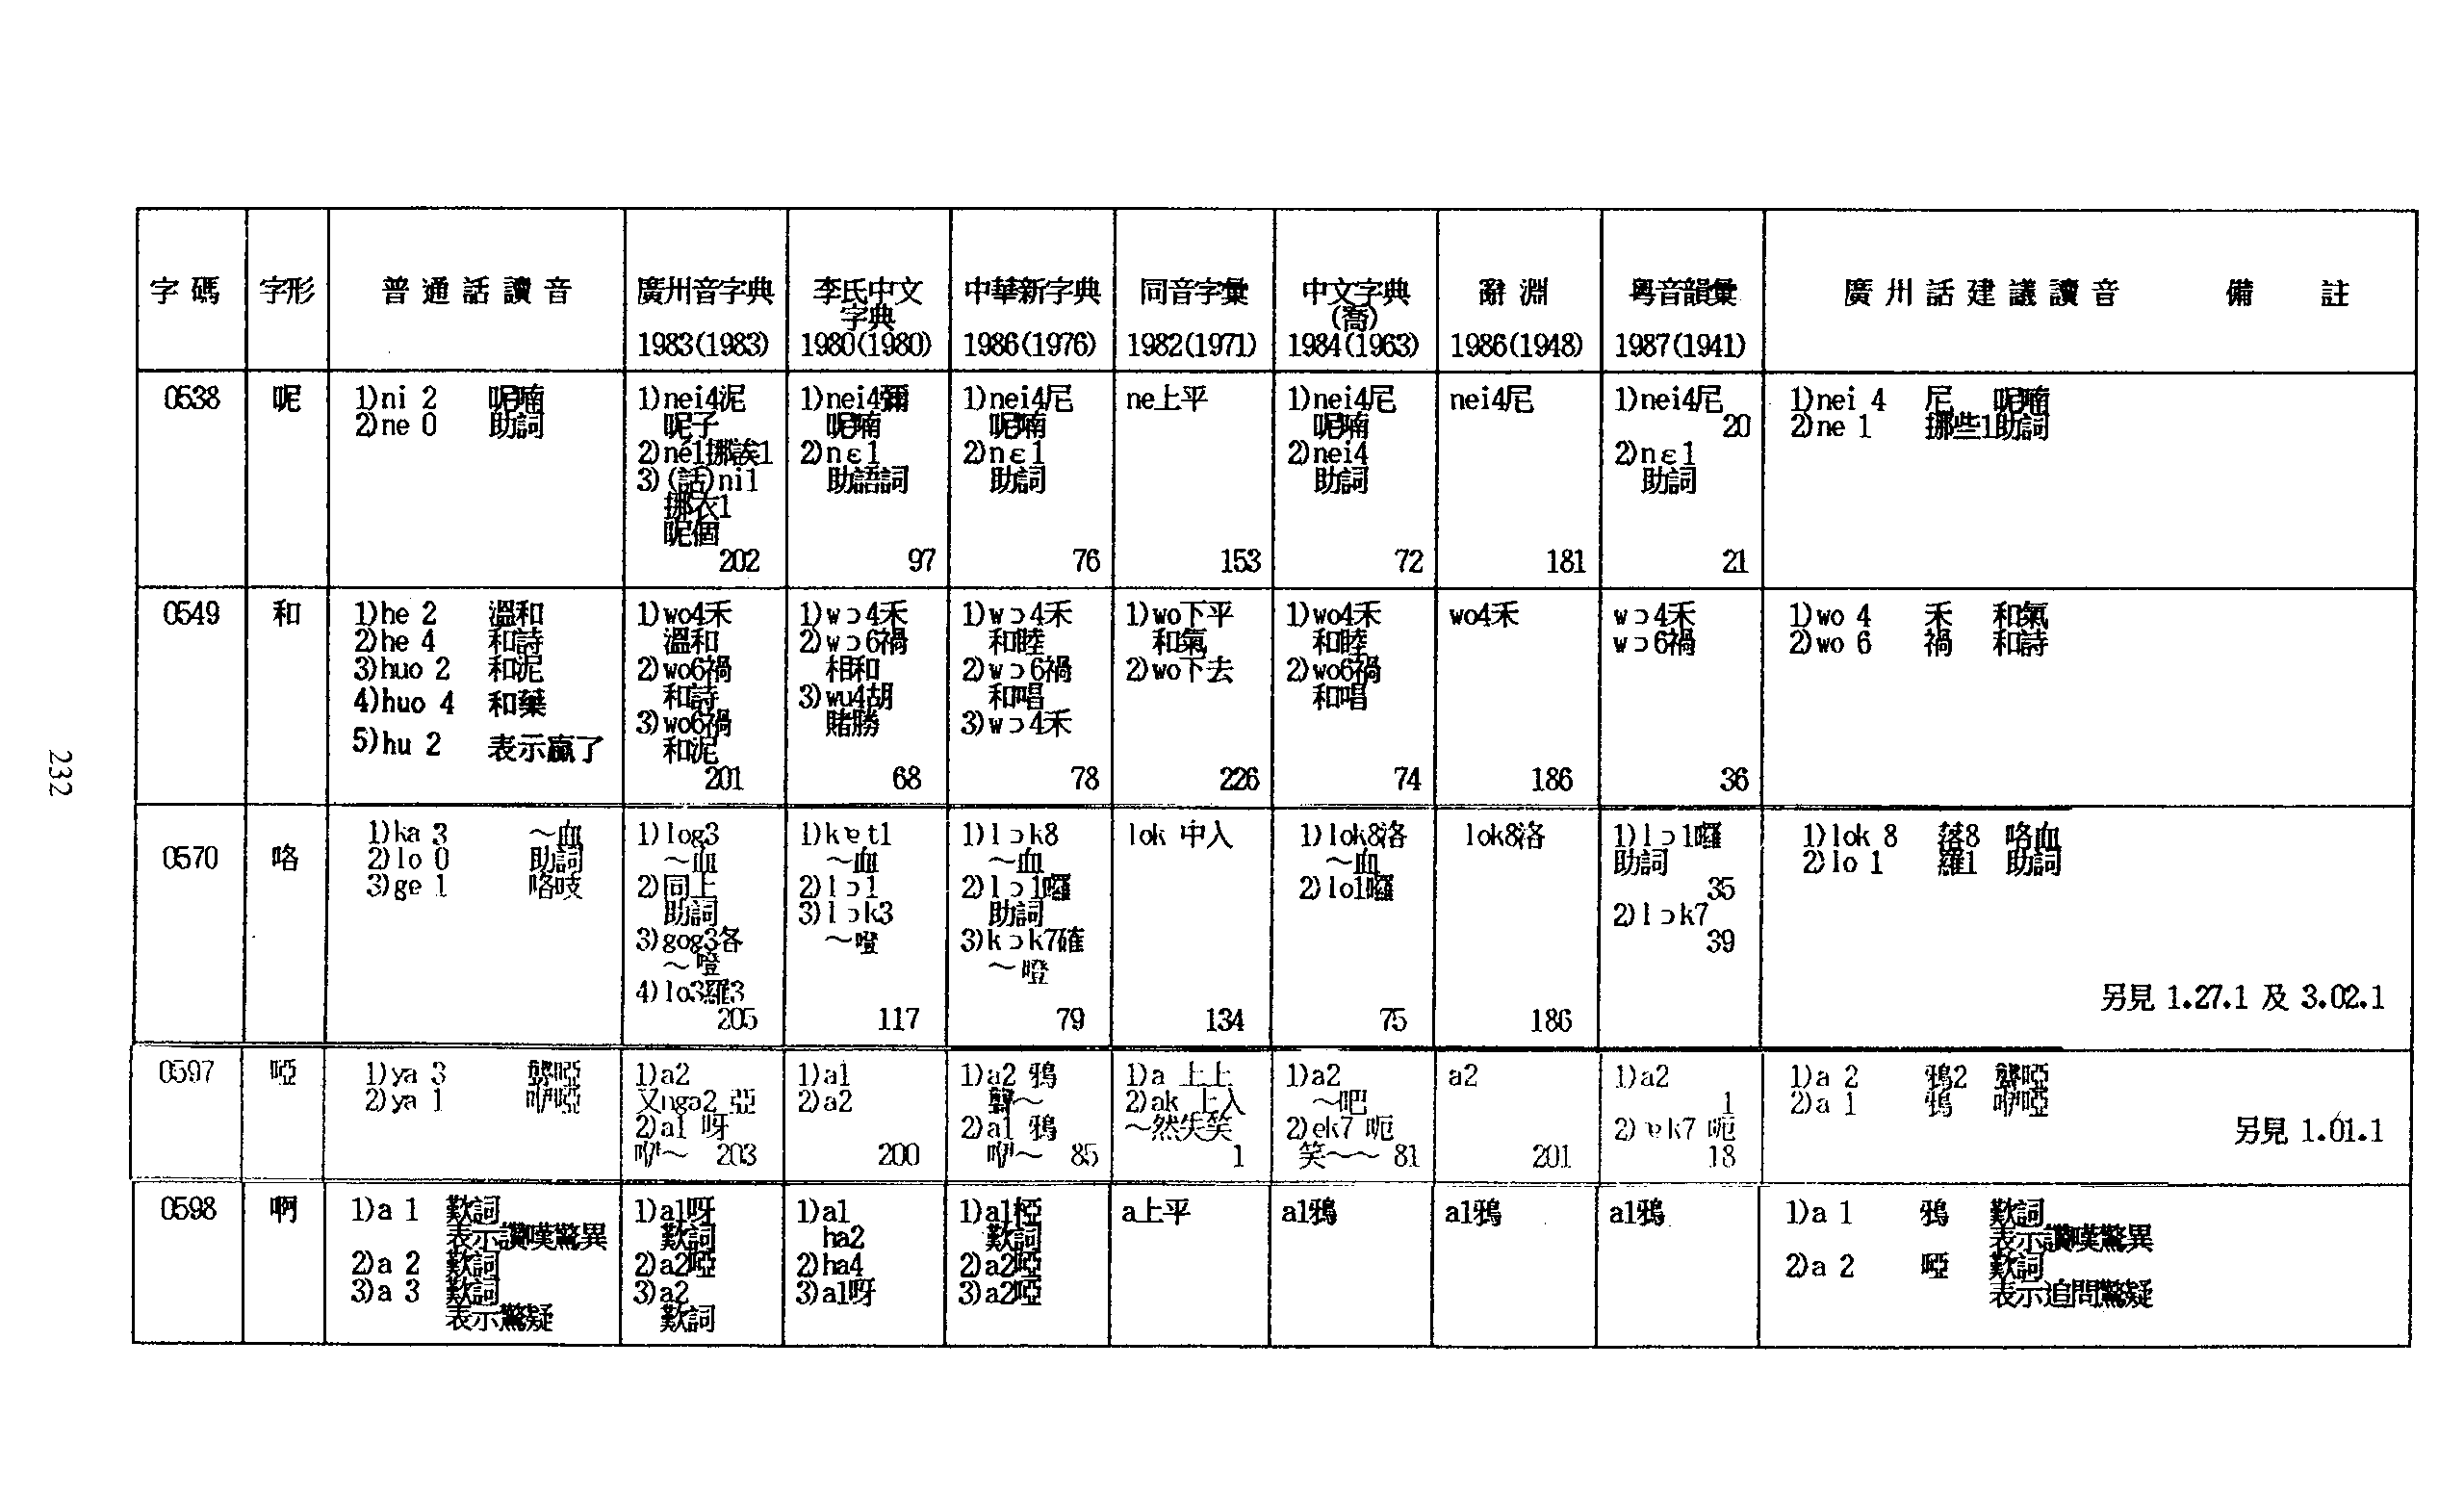 字碼 字形 普通話讀音 廣州音字典 李氏中文 中華新字典 同音字彙 中文字典 辭淵 粵音韻彙 廣州話建議讀音 備註
字典 (喬)
1983(1983) 1980(1980) 1986(1976) 1982(1971) 1984(1963) 1986(1948) 1987(1941)
0538 呢
1)ni 2 呢喃
2)ne 0 助詞
1)nei4泥
呢子
2)né1挪誒1
3)(話)ni1
挪衣1
呢個
202
1)nei4彌
呢喃
2)nɛ1
助語詞
97
1)nei4尼
呢喃
2)nɛ1
助詞
76
ne上平
153
1)nei4尼
呢喃
2)nei4
助詞
72
nei4尼
181
1)nei4尼
20
2)nɛ1
助詞
21
1)nei 4 尼 呢喃
2)ne 1 挪些1助詞
0549 和
1)he 2 溫和
2)he 4 和詩
3)huo 2 和泥
4)huo 4 和藥
5)hu 2 表示贏了
1)wo4禾
溫和
2)wo6禍
和詩
3)wo6禍
和泥
201
1)wɔ4禾
2)wɔ6禍
相和
3)wu4胡
賭勝
68
1)wɔ4禾
和睦
2)wɔ6禍
和唱
3)wɔ4禾
78
1)wo下平
和氣
2)wo下去
226
1)wo4禾
和睦
2)wo6禍
和唱
74
wo4禾
186
wɔ4禾
wɔ6禍
36
1)wo 4 禾 和氣
2)wo 6 禍 和詩
0570 咯
1)ka 3 ～血
2)lo 0 助詞
3)ge 1 咯吱
1)log3
～血
2)同上
助詞
3)gog3各
～噔
4)lo3羅3
205
1)kɐt1
～血
2)lɔ1
3)lɔk3
～噔
117
1)lɔk8
～血
2)lɔ1囉
助詞
3)kɔk7確
～噔
79
lok 中入
134
1)lok8洛
～血
2)lo1囉
75
lok8洛
186
1)lɔ1囉
助詞
35
2)lɔk7
39
1)lok 8 落8 咯血
2)lo 1 羅1 助詞
另見 1.27.1 及 3.02.1
0597 啞
1)ya 3 聾啞
2)ya 1 咿啞
1)a2
又nga2 亞
2)a1 呀
咿～ 203
1)a1
2)a2
200
1)a2 鴉
聾～
2)a1 鴉
咿～ 85
1)a 上上
2)ak 上入
～然失笑
1
1)a2
～吧
2)ek7 呃
笑～～ 81
a2
201
1)a2
1
2)ɐk7 呃
18
1)a 2 鴉2 聾啞
2)a 1 鴉 咿啞
另見 1.01.1
0598 啊
1)a 1 歎詞
表示讚嘆驚異
2)a 2 歎詞
3)a 3 歎詞
表示驚疑
1)a1呀
歎詞
2)a2啞
3)a2
歎詞
1)a1
ha2
2)ha4
3)a1呀
1)a1椏
歎詞
2)a2啞
3)a2啞
a上平
a1鴉
a1鴉
a1鴉
1)a 1 鴉 歎詞
表示讚嘆驚異
2)a 2 啞 歎詞
表示追問驚疑
232